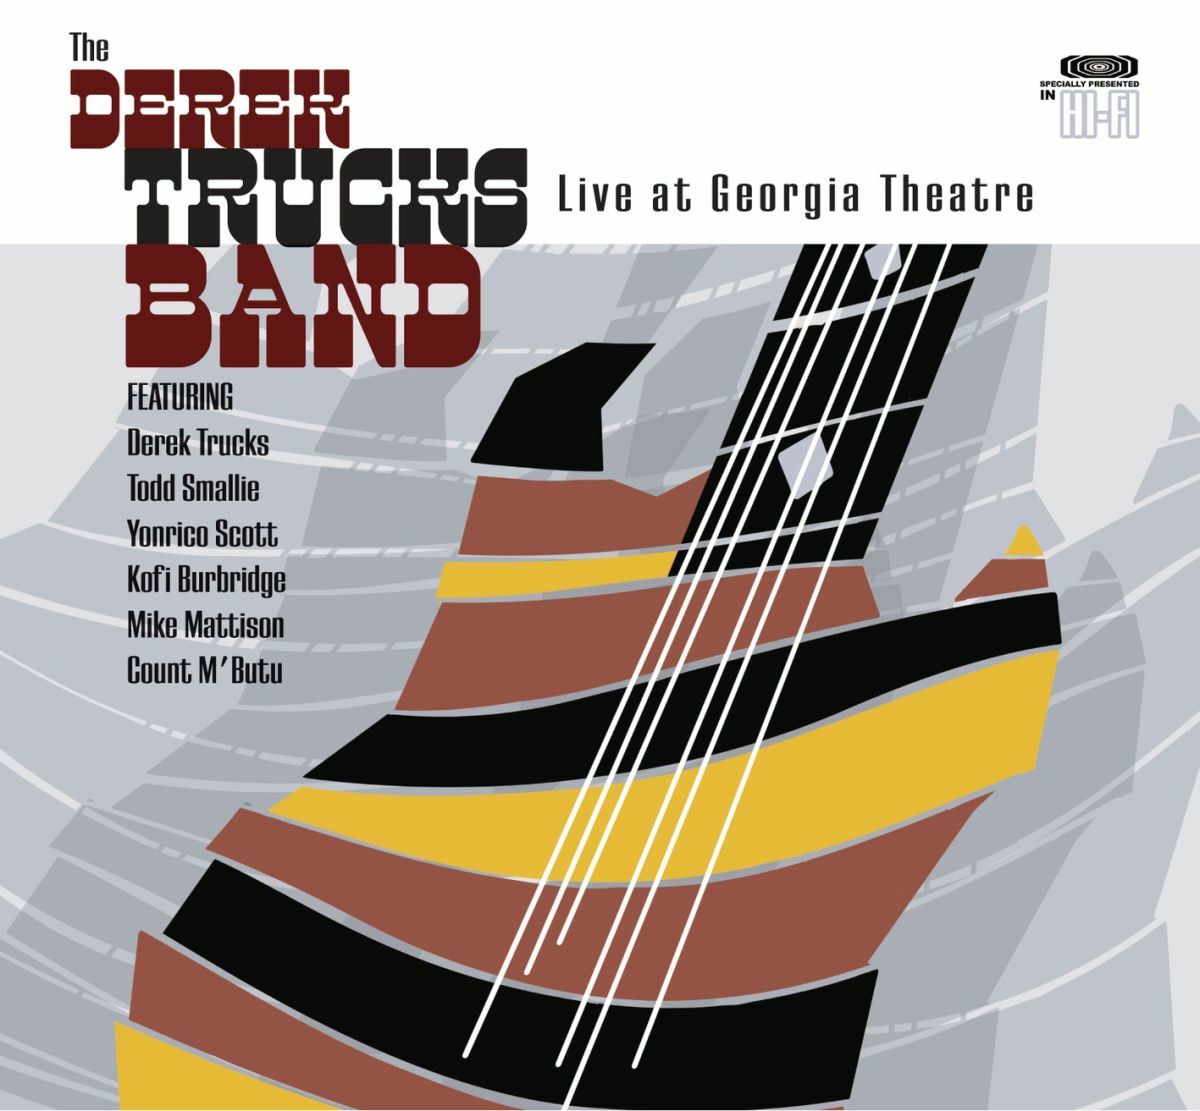 The
DEREK
TRUCKS
BAND
Live at Georgia Theatre
SPECIALLY PRESENTED
IN HI-FI
FEATURING
Derek Trucks
Todd Smallie
Yonrico Scott
Kofi Burbridge
Mike Mattison
Count M'Butu